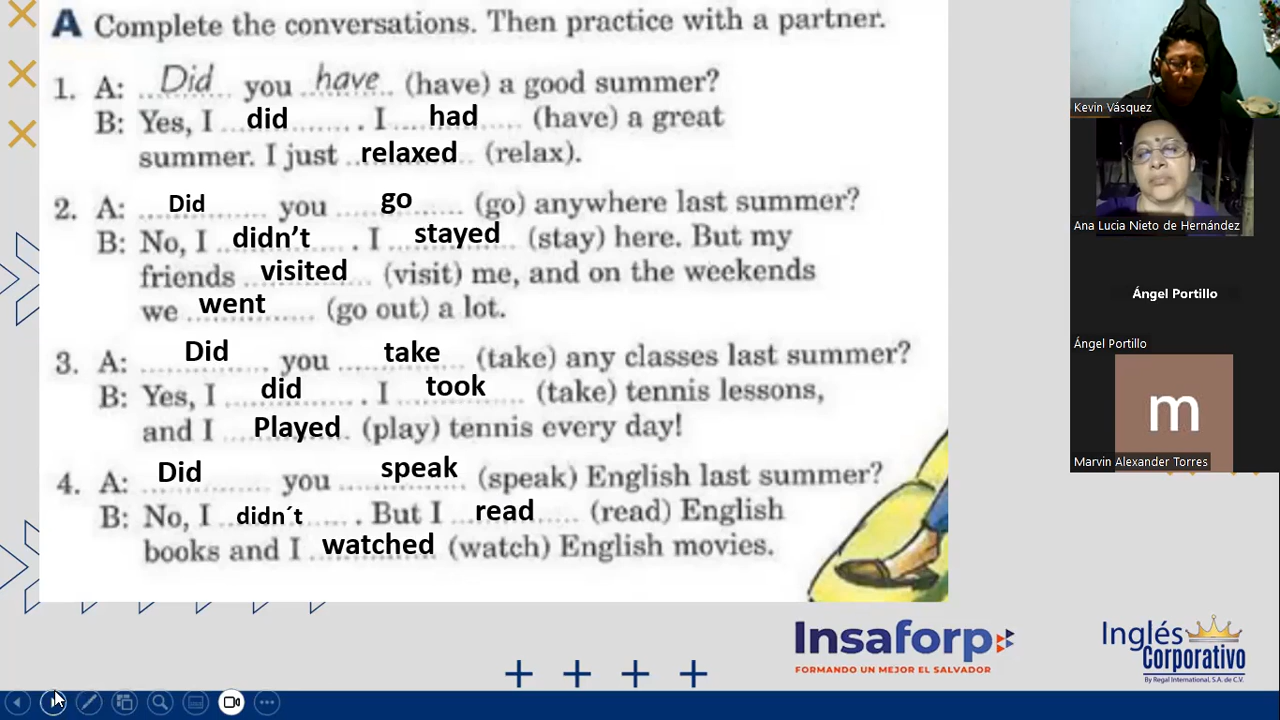 A Complete the conversations. Then practice with a partner.
1. A: Did you have (have) a good summer?
B: Yes, I did. I had (have) a great
summer. I just relaxed (relax).
2. A: Did you go (go) anywhere last summer?
B: No, I didn't. I stayed (stay) here. But my
friends visited (visit) me, and on the weekends
we went (go out) a lot.
3. A: Did you take (take) any classes last summer?
B: Yes, I did. I took (take) tennis lessons,
and I Played (play) tennis every day!
4. A: Did you speak (speak) English last summer?
B: No, I didn´t. But I read (read) English
books and I watched (watch) English movies.
Kevin Vásquez
Ana Lucia Nieto de Hernández
Ángel Portillo
Ángel Portillo
m
Marvin Alexander Torres
Insaforp
FORMANDO UN MEJOR EL SALVADOR
Inglés
Corporativo
By Regal International, S.A. de C.V.